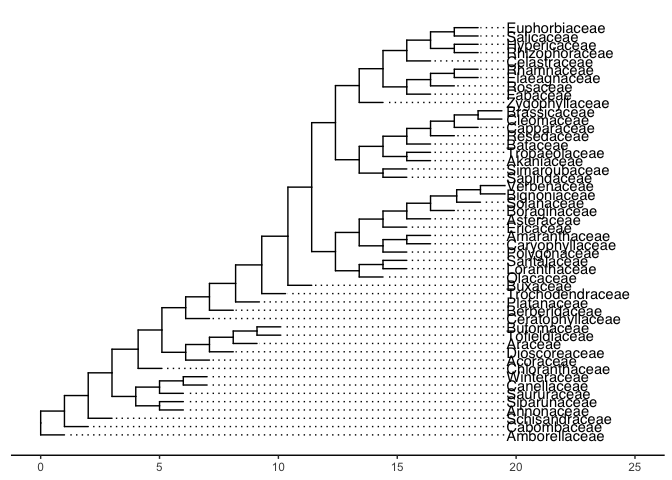 Euphorbiaceae
Salicaceae
Hypericaceae
Rhizophoraceae
Celastraceae
Rhamnaceae
Elaeagnaceae
Rosaceae
Fabaceae
Zygophyllaceae
Brassicaceae
Cleomaceae
Capparaceae
Resedaceae
Bataceae
Tropaeolaceae
Akaniaceae
Simaroubaceae
Sapindaceae
Verbenaceae
Bignoniaceae
Solanaceae
Boraginaceae
Asteraceae
Ericaceae
Amaranthaceae
Caryophyllaceae
Polygonaceae
Santalaceae
Loranthaceae
Olacaceae
Buxaceae
Trochodendraceae
Platanaceae
Berberidaceae
Ceratophyllaceae
Butomaceae
Tofieldiaceae
Araceae
Dioscoreaceae
Acoraceae
Chloranthaceae
Winteraceae
Canellaceae
Saururaceae
Siparunaceae
Annonaceae
Schisandraceae
Cabombaceae
Amborellaceae
0 5 10 15 20 25